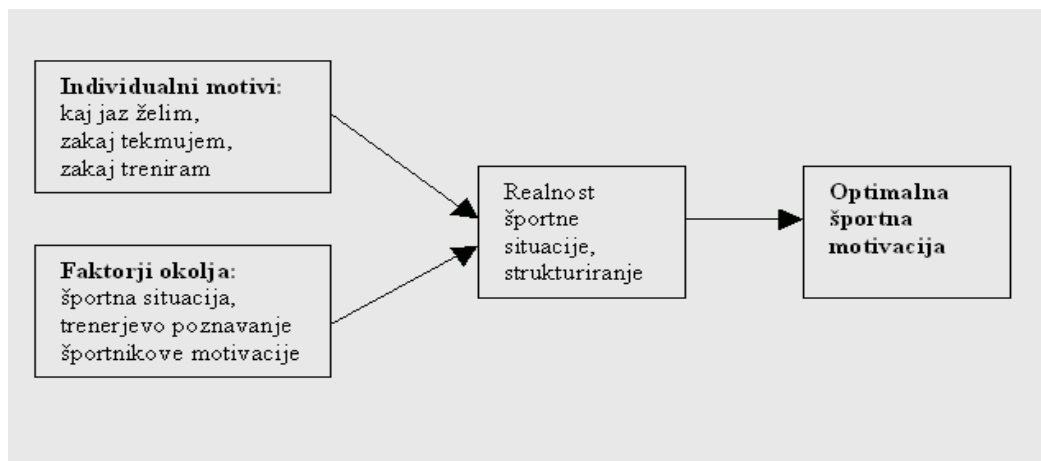 Individualni motivi:
kaj jaz želim,
zakaj tekmujem,
zakaj treniram
Faktorji okolja:
športna situacija,
trenerjevo poznavanje
športnikove motivacije
Realnost
športne
situacije,
strukturiranje
Optimalna
športna
motivacija